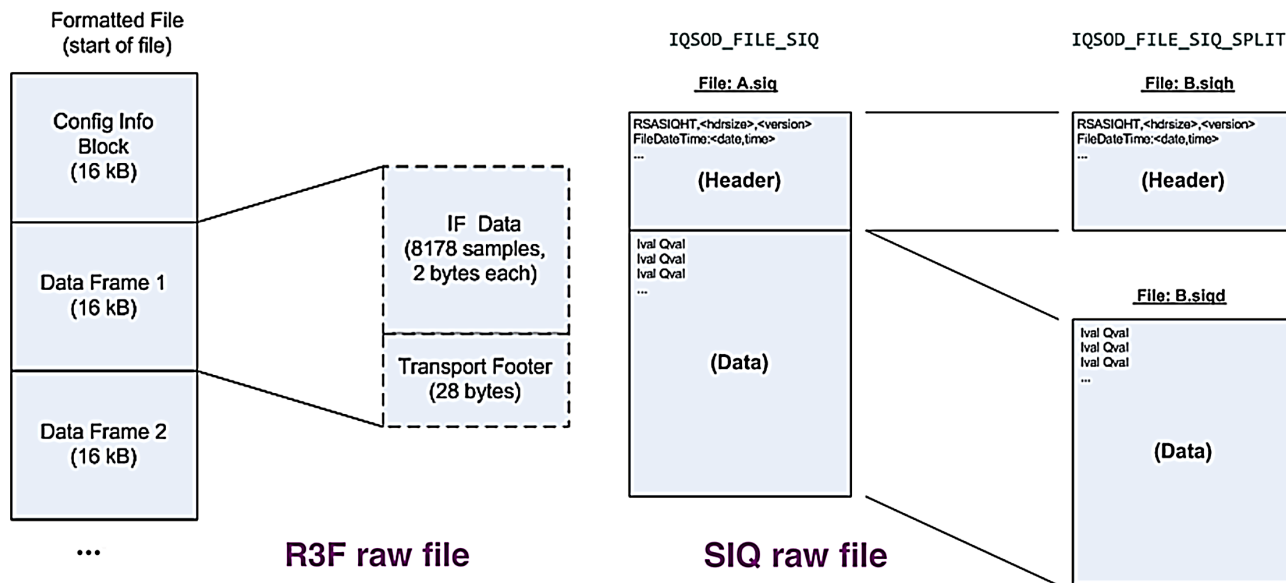 Formatted File
(start of file)
Config Info
Block
(16 kB)
Data Frame 1
(16 kB)
Data Frame 2
(16 kB)
...
IF Data
(8178 samples,
2 bytes each)
Transport Footer
(28 bytes)
R3F raw file
IQSOD_FILE_SIQ
File: A.siq
RSASIQHT,<hdrsize>,<version>
FileDateTime:<date,time>
...
(Header)
Ival Qval
Ival Qval
Ival Qval
...
(Data)
SIQ raw file
IQSOD_FILE_SIQ_SPLIT
File: B.siqh
RSASIQHT,<hdrsize>,<version>
FileDateTime:<date,time>
...
(Header)
File: B.siqd
Ival Qval
Ival Qval
Ival Qval
...
(Data)